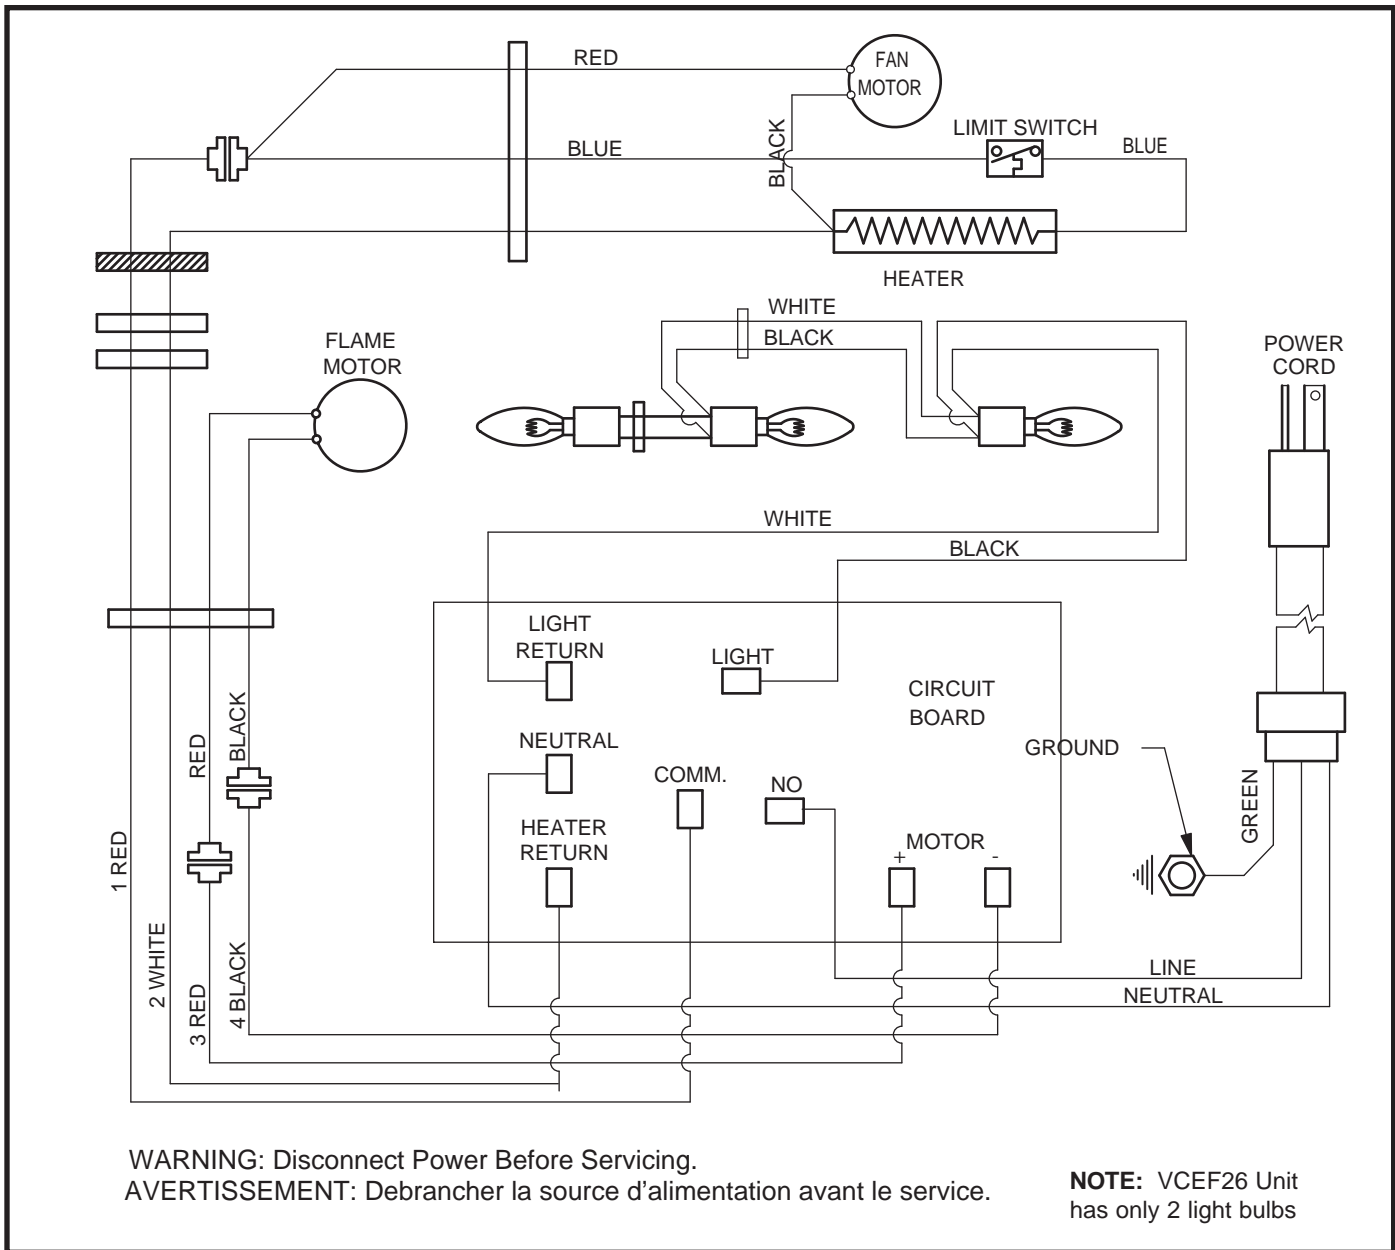 RED
FAN
MOTOR
BLACK
LIMIT SWITCH
BLUE
BLUE
HEATER
WHITE
BLACK
FLAME
MOTOR
POWER
CORD
WHITE
BLACK
LIGHT
RETURN
LIGHT
CIRCUIT
BOARD
NEUTRAL
COMM.
NO
GROUND
HEATER
RETURN
+ MOTOR -
GREEN
RED
BLACK
1 RED
2 WHITE
3 RED
4 BLACK
LINE
NEUTRAL
WARNING: Disconnect Power Before Servicing.
AVERTISSEMENT: Debrancher la source d'alimentation avant le service.
NOTE: VCEF26 Unit
has only 2 light bulbs